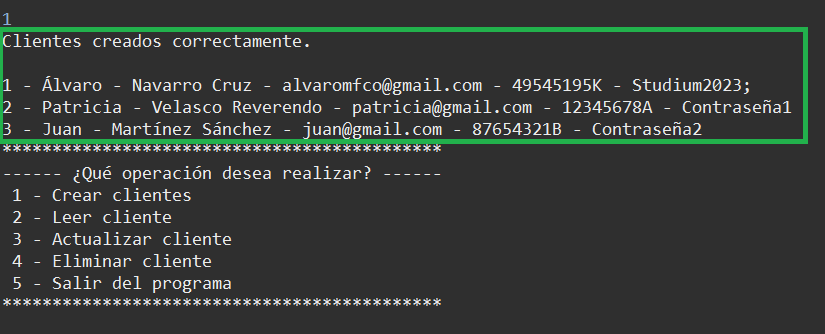 1
Clientes creados correctamente.
1 - Álvaro - Navarro Cruz - alvaromfco@gmail.com - 49545195K - Studium2023;
2 - Patricia - Velasco Reverendo - patricia@gmail.com - 12345678A - Contraseña1
3 - Juan - Martínez Sánchez - juan@gmail.com - 87654321B - Contraseña2
********************************************
------ ¿Qué operación desea realizar? ------
1 - Crear clientes
2 - Leer cliente
3 - Actualizar cliente
4 - Eliminar cliente
5 - Salir del programa
********************************************